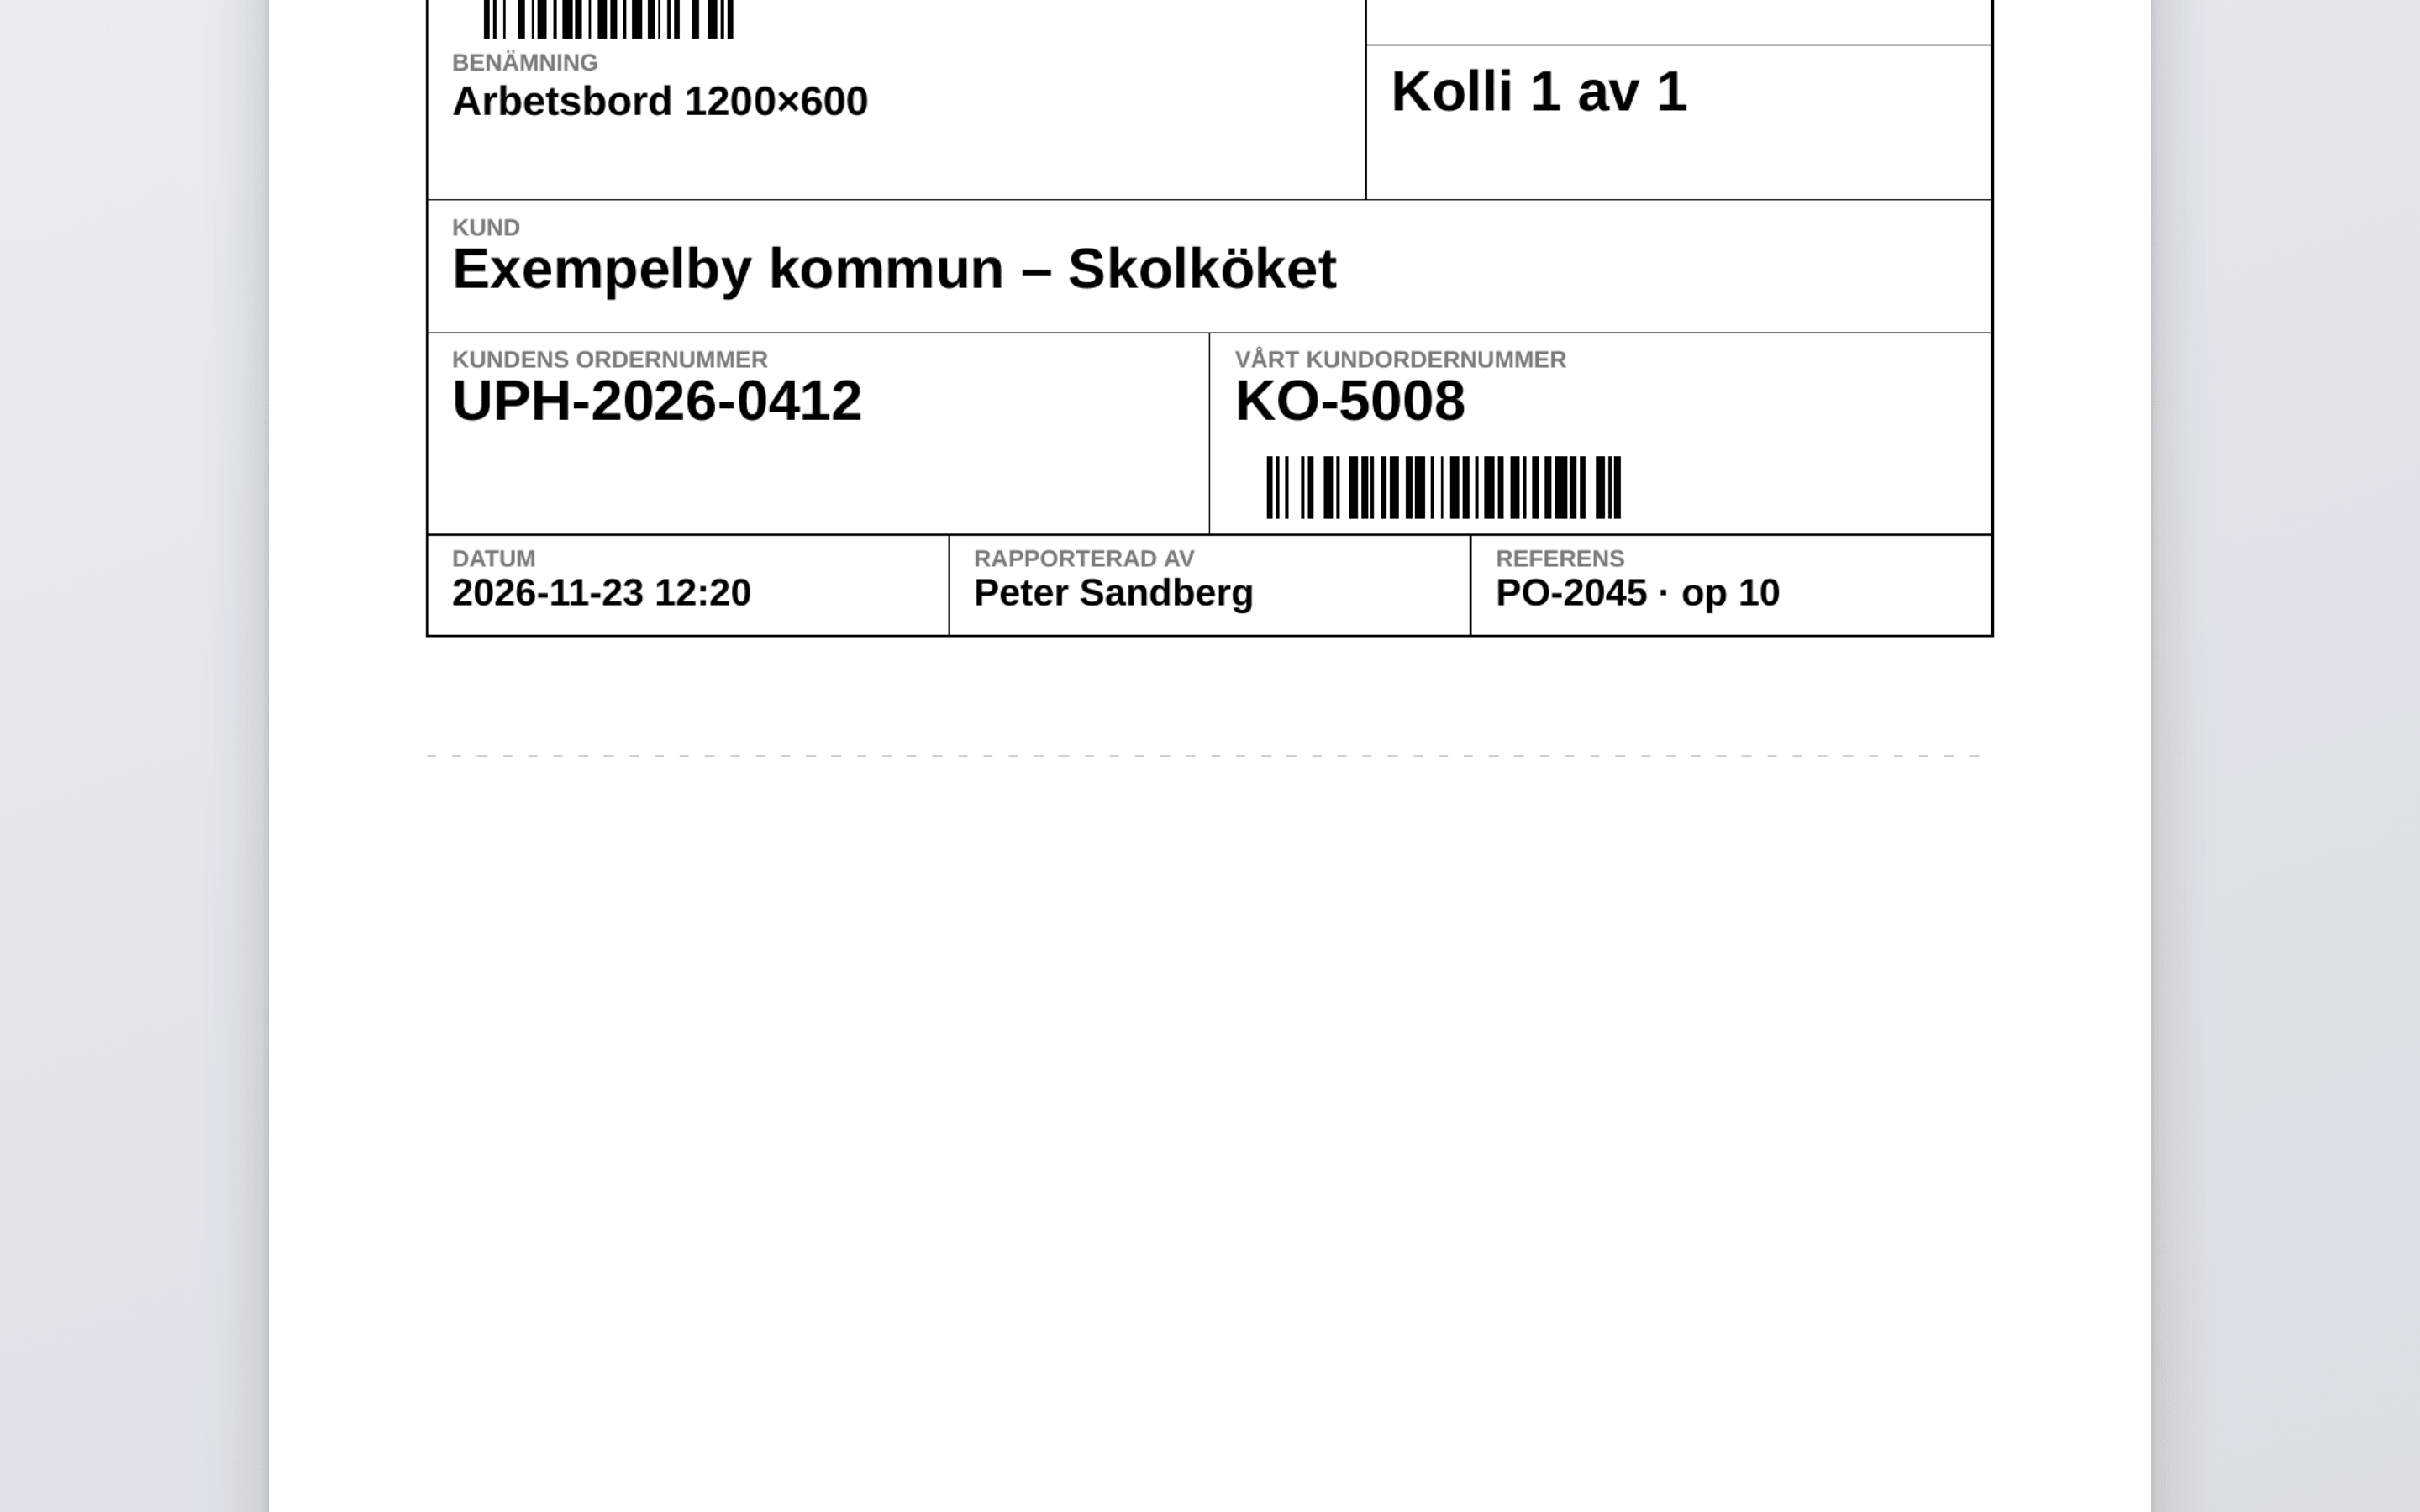 BENÄMNING
Arbetsbord 1200×600
Kolli 1 av 1
KUND
Exempelby kommun – Skolköket
KUNDENS ORDERNUMMER
UPH-2026-0412
VÅRT KUNDORDERNUMMER
KO-5008
DATUM
2026-11-23 12:20
RAPPORTERAD AV
Peter Sandberg
REFERENS
PO-2045 · op 10